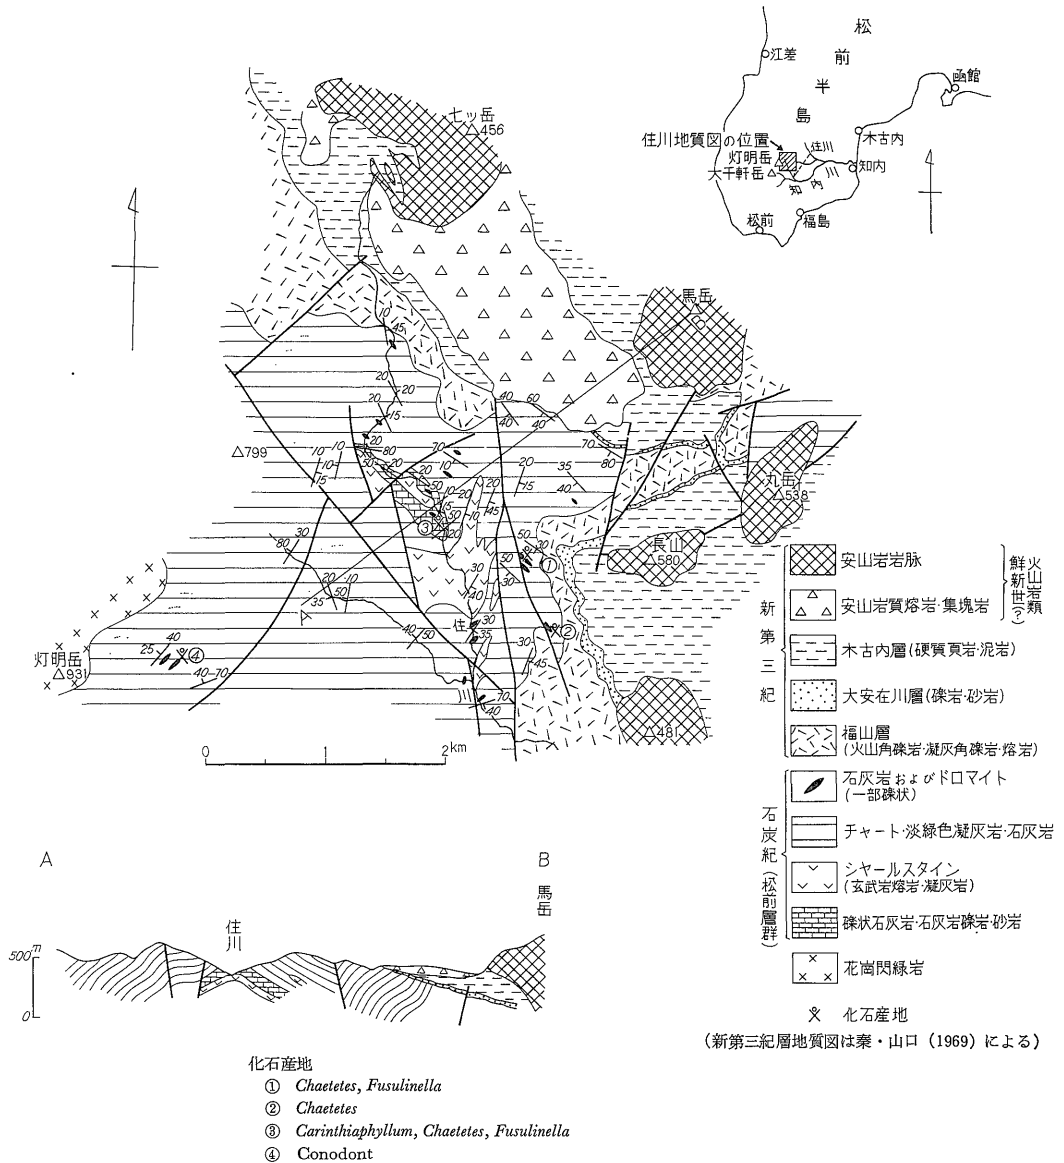 松
前
半
島
江差
函館
木古内
住川地質図の位置
住川
灯明岳
知内
大千軒岳
知内川
松前
福島
七ッ岳
△456
馬岳
B
△799
丸岳
△538
長山
△580
①
②
③
④
A
住
灯明岳
△931
△481
0 1 2km
新第三紀
石炭紀(松前層群)
火山岩類
鮮新世(?)
安山岩岩脉
安山岩質熔岩・集塊岩
木古内層(硬質頁岩・泥岩)
大安在川層(礫岩・砂岩)
福山層
(火山角礫岩・凝灰角礫岩・熔岩)
石灰岩およびドロマイト
(一部礫状)
チャート・淡緑色凝灰岩・石灰岩
シャールスタイン
(玄武岩熔岩・凝灰岩)
礫状石灰岩・石灰岩礫岩・砂岩
花崗閃緑岩
化石産地
(新第三紀層地質図は秦・山口(1969)による)
A
B
馬岳
住川
500m
0
化石産地
① Chaetetes, Fusulinella
② Chaetetes
③ Carinthiaphyllum, Chaetetes, Fusulinella
④ Conodont